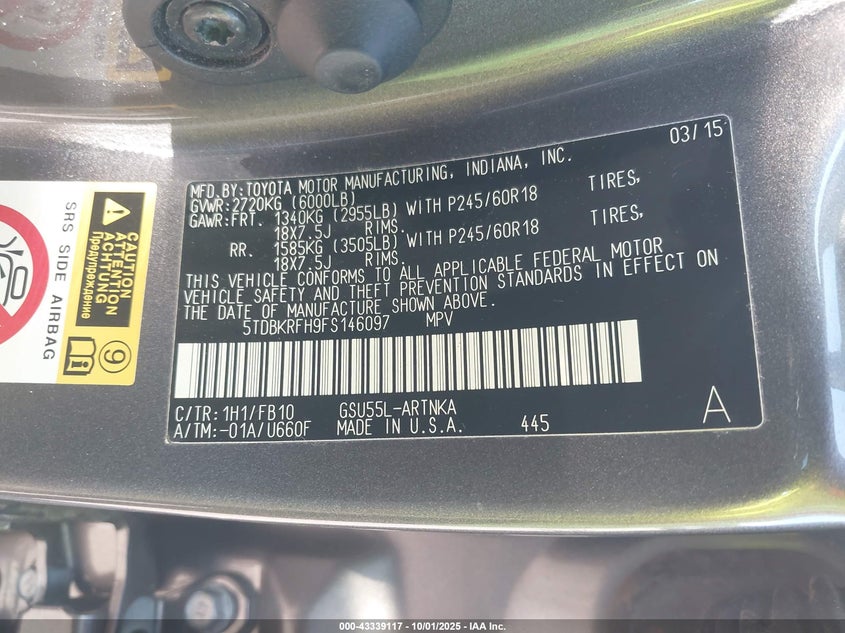 03/15
MFD.BY:TOYOTA MOTOR MANUFACTURING, INDIANA, INC.
GVWR:2720KG (6000LB)
GAWR:FRT. 1340KG (2955LB) WITH P245/60R18 TIRES,
18X7.5J RIMS.
RR. 1585KG (3505LB) WITH P245/60R18 TIRES,
18X7.5J RIMS.
THIS VEHICLE CONFORMS TO ALL APPLICABLE FEDERAL MOTOR
VEHICLE SAFETY AND THEFT PREVENTION STANDARDS IN EFFECT ON
THE DATE OF MANUFACTURE SHOWN ABOVE.
5TDBKRFH9FS146097 MPV
C/TR:1H1/FB10 GSU55L-ARTNKA
A/TM:-01A/U660F MADE IN U.S.A. 445 A
SRS SIDE AIRBAG
CAUTION
ATTENTION
ACHTUNG
Предупреждение
9
000-43339117 - 10/01/2025 - IAA Inc.